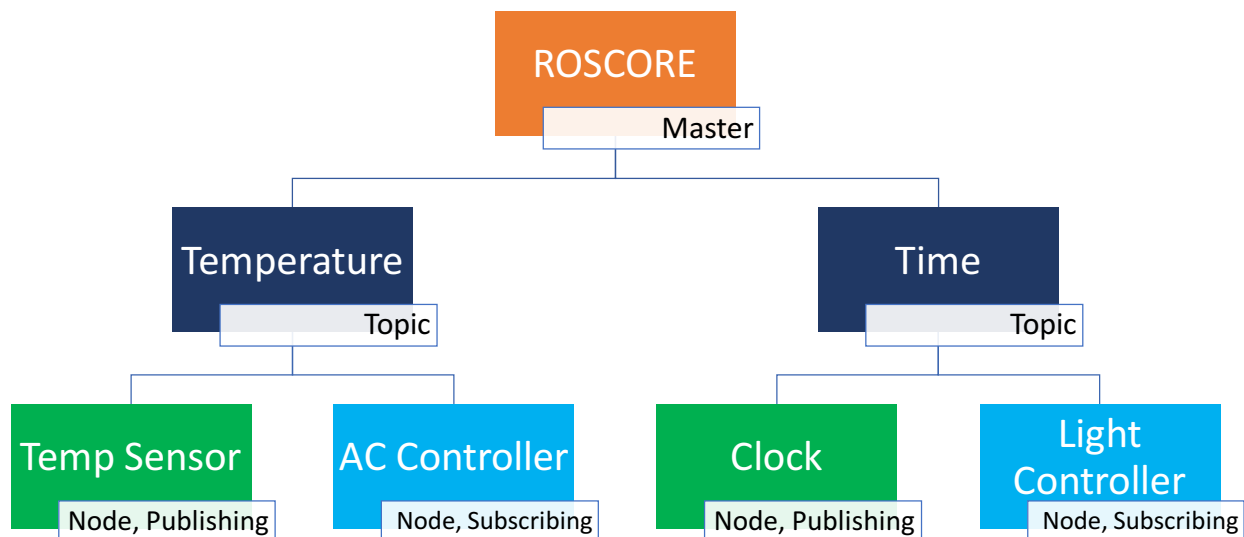 ROSCORE
Master
Temperature
Topic
Time
Topic
Temp Sensor
Node, Publishing
AC Controller
Node, Subscribing
Clock
Node, Publishing
Light
Controller
Node, Subscribing